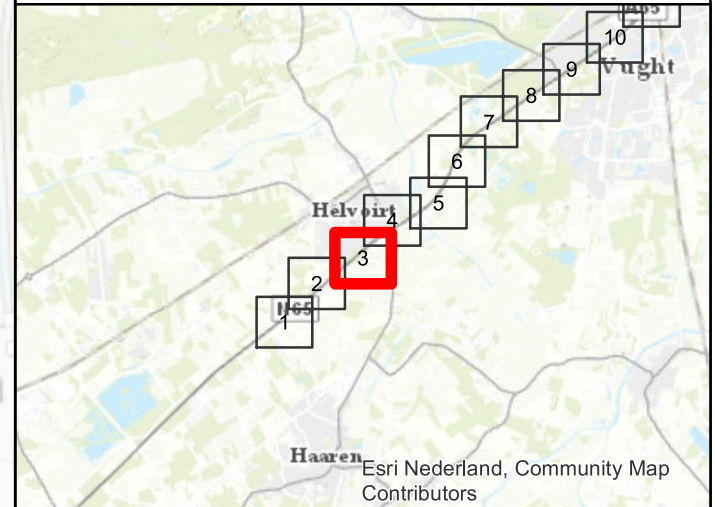 N65
10
Vught
9
8
7
6
5
Helvoirt
4
3
2
N65
1
Haaren
Esri Nederland, Community Map
Contributors